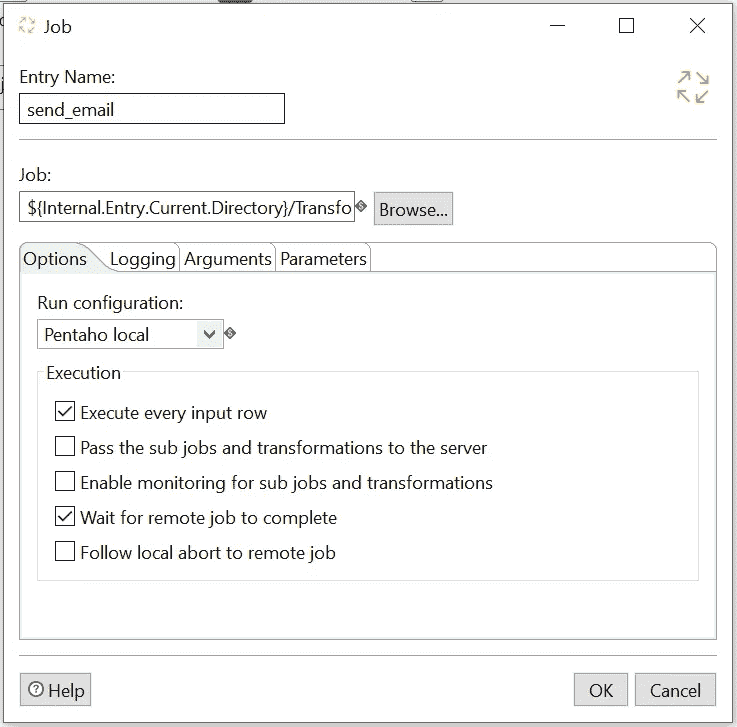 Job
Entry Name:
send_email
Job:
${Internal.Entry.Current.Directory}/Transfo
Browse...
Options Logging Arguments Parameters
Run configuration:
Pentaho local
Execution
Execute every input row
Pass the sub jobs and transformations to the server
Enable monitoring for sub jobs and transformations
Wait for remote job to complete
Follow local abort to remote job
Help OK Cancel